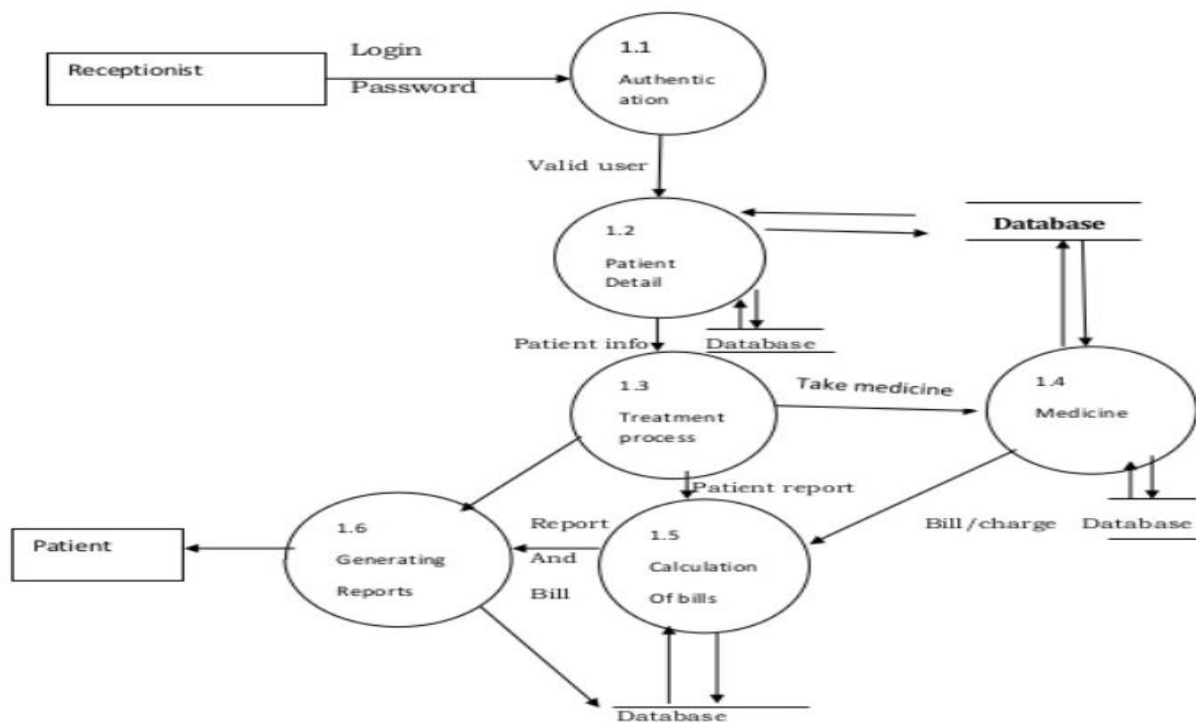 Receptionist
Login
Password
1.1
Authentic
ation
Valid user
1.2
Patient
Detail
Database
Patient info
Database
1.3
Treatment
process
Take medicine
1.4
Medicine
Patient report
Bill/charge
Database
Patient
1.6
Generating
Reports
Report
And
Bill
1.5
Calculation
Of bills
Database